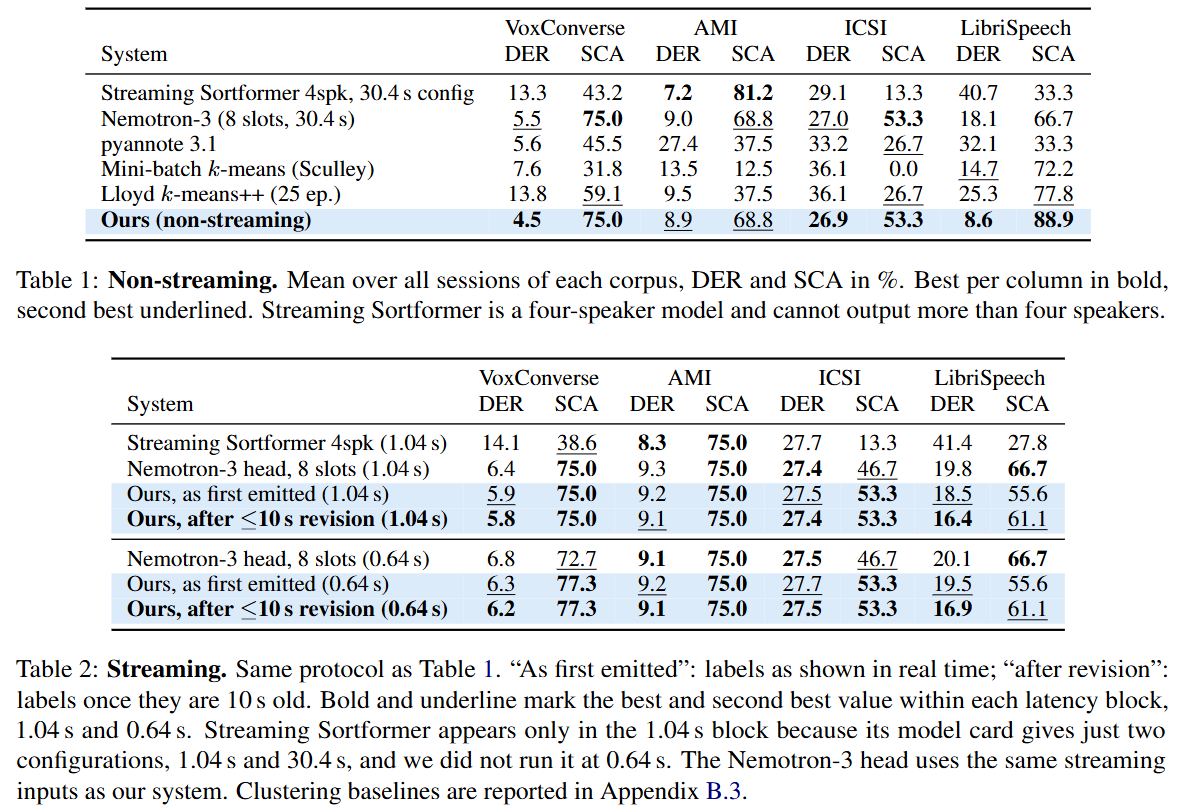 VoxConverse AMI ICSI LibriSpeech
System DER SCA DER SCA DER SCA DER SCA
Streaming Sortformer 4spk, 30.4 s config 13.3 43.2 7.2 81.2 29.1 13.3 40.7 33.3
Nemotron-3 (8 slots, 30.4 s) 5.5 75.0 9.0 68.8 27.0 53.3 18.1 66.7
pyannote 3.1 5.6 45.5 27.4 37.5 33.2 26.7 32.1 33.3
Mini-batch k-means (Sculley) 7.6 31.8 13.5 12.5 36.1 0.0 14.7 72.2
Lloyd k-means++ (25 ep.) 13.8 59.1 9.5 37.5 36.1 26.7 25.3 77.8
Ours (non-streaming) 4.5 75.0 8.9 68.8 26.9 53.3 8.6 88.9
Table 1: Non-streaming. Mean over all sessions of each corpus, DER and SCA in %. Best per column in bold,
second best underlined. Streaming Sortformer is a four-speaker model and cannot output more than four speakers.
VoxConverse AMI ICSI LibriSpeech
System DER SCA DER SCA DER SCA DER SCA
Streaming Sortformer 4spk (1.04 s) 14.1 38.6 8.3 75.0 27.7 13.3 41.4 27.8
Nemotron-3 head, 8 slots (1.04 s) 6.4 75.0 9.3 75.0 27.4 46.7 19.8 66.7
Ours, as first emitted (1.04 s) 5.9 75.0 9.2 75.0 27.5 53.3 18.5 55.6
Ours, after ≤10 s revision (1.04 s) 5.8 75.0 9.1 75.0 27.4 53.3 16.4 61.1
Nemotron-3 head, 8 slots (0.64 s) 6.8 72.7 9.1 75.0 27.5 46.7 20.1 66.7
Ours, as first emitted (0.64 s) 6.3 77.3 9.2 75.0 27.7 53.3 19.5 55.6
Ours, after ≤10 s revision (0.64 s) 6.2 77.3 9.1 75.0 27.5 53.3 16.9 61.1
Table 2: Streaming. Same protocol as Table 1. “As first emitted”: labels as shown in real time; “after revision”:
labels once they are 10 s old. Bold and underline mark the best and second best value within each latency block,
1.04 s and 0.64 s. Streaming Sortformer appears only in the 1.04 s block because its model card gives just two
configurations, 1.04 s and 30.4 s, and we did not run it at 0.64 s. The Nemotron-3 head uses the same streaming
inputs as our system. Clustering baselines are reported in Appendix B.3.